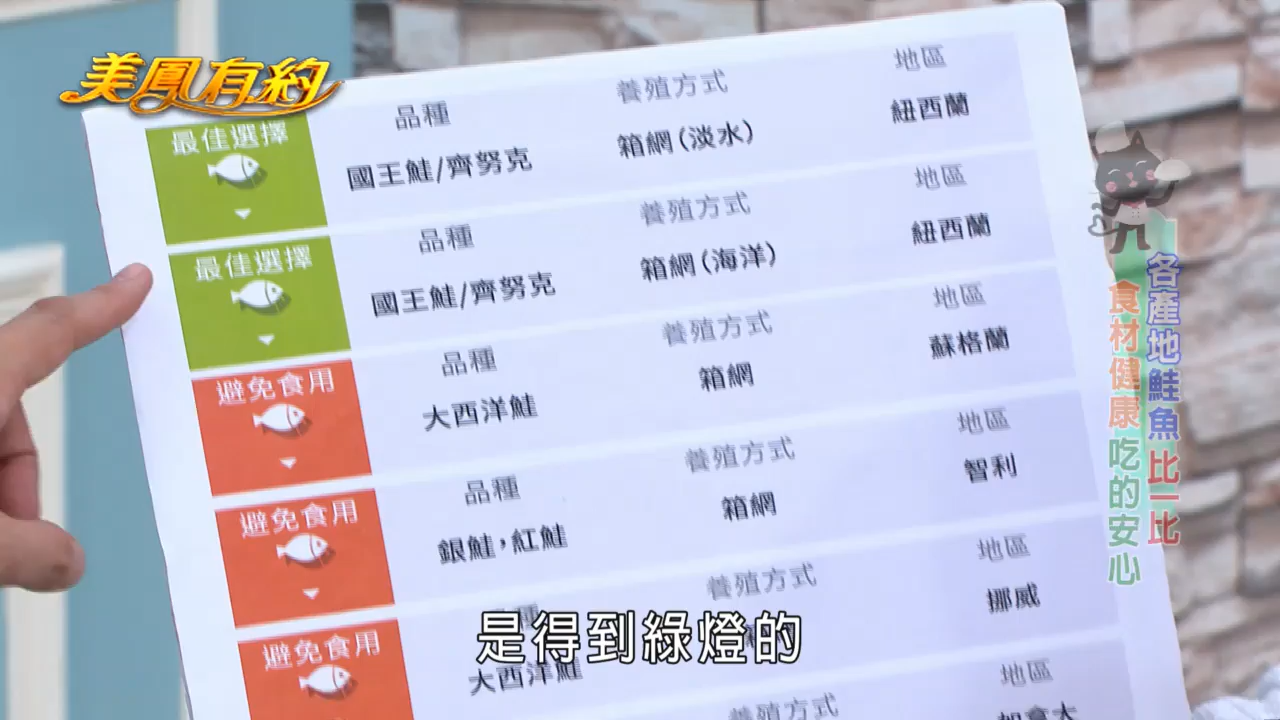 美鳳有約
最佳選擇
品種
養殖方式
地區
國王鮭/齊努克
箱網(淡水)
紐西蘭
最佳選擇
品種
養殖方式
地區
國王鮭/齊努克
箱網(海洋)
紐西蘭
避免食用
品種
養殖方式
地區
大西洋鮭
箱網
蘇格蘭
避免食用
品種
養殖方式
地區
銀鮭,紅鮭
箱網
智利
避免食用
養殖方式
地區
大西洋鮭
挪威
養殖方式
地區
加拿大
各產地鮭魚比一比
食材健康吃的安心
是得到綠燈的